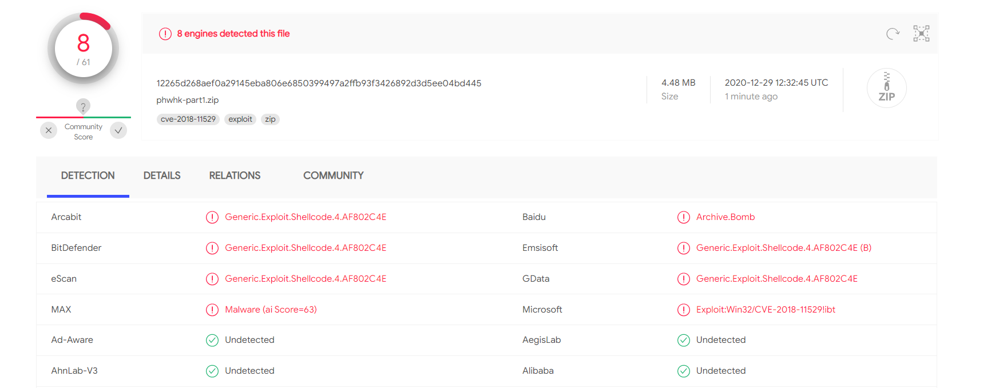 8
/ 61
?
Community
Score
8 engines detected this file
12265d268aef0a29145eba806e6850399497a2ffb93f3426892d3d5ee04bd445
phwhk-part1.zip
cve-2018-11529 exploit zip
4.48 MB
Size
2020-12-29 12:32:45 UTC
1 minute ago
ZIP
DETECTION DETAILS RELATIONS COMMUNITY
Arcabit Generic.Exploit.Shellcode.4.AF802C4E Baidu Archive.Bomb
BitDefender Generic.Exploit.Shellcode.4.AF802C4E Emsisoft Generic.Exploit.Shellcode.4.AF802C4E (B)
eScan Generic.Exploit.Shellcode.4.AF802C4E GData Generic.Exploit.Shellcode.4.AF802C4E
MAX Malware (ai Score=63) Microsoft Exploit:Win32/CVE-2018-11529!ibt
Ad-Aware Undetected AegisLab Undetected
AhnLab-V3 Undetected Alibaba Undetected